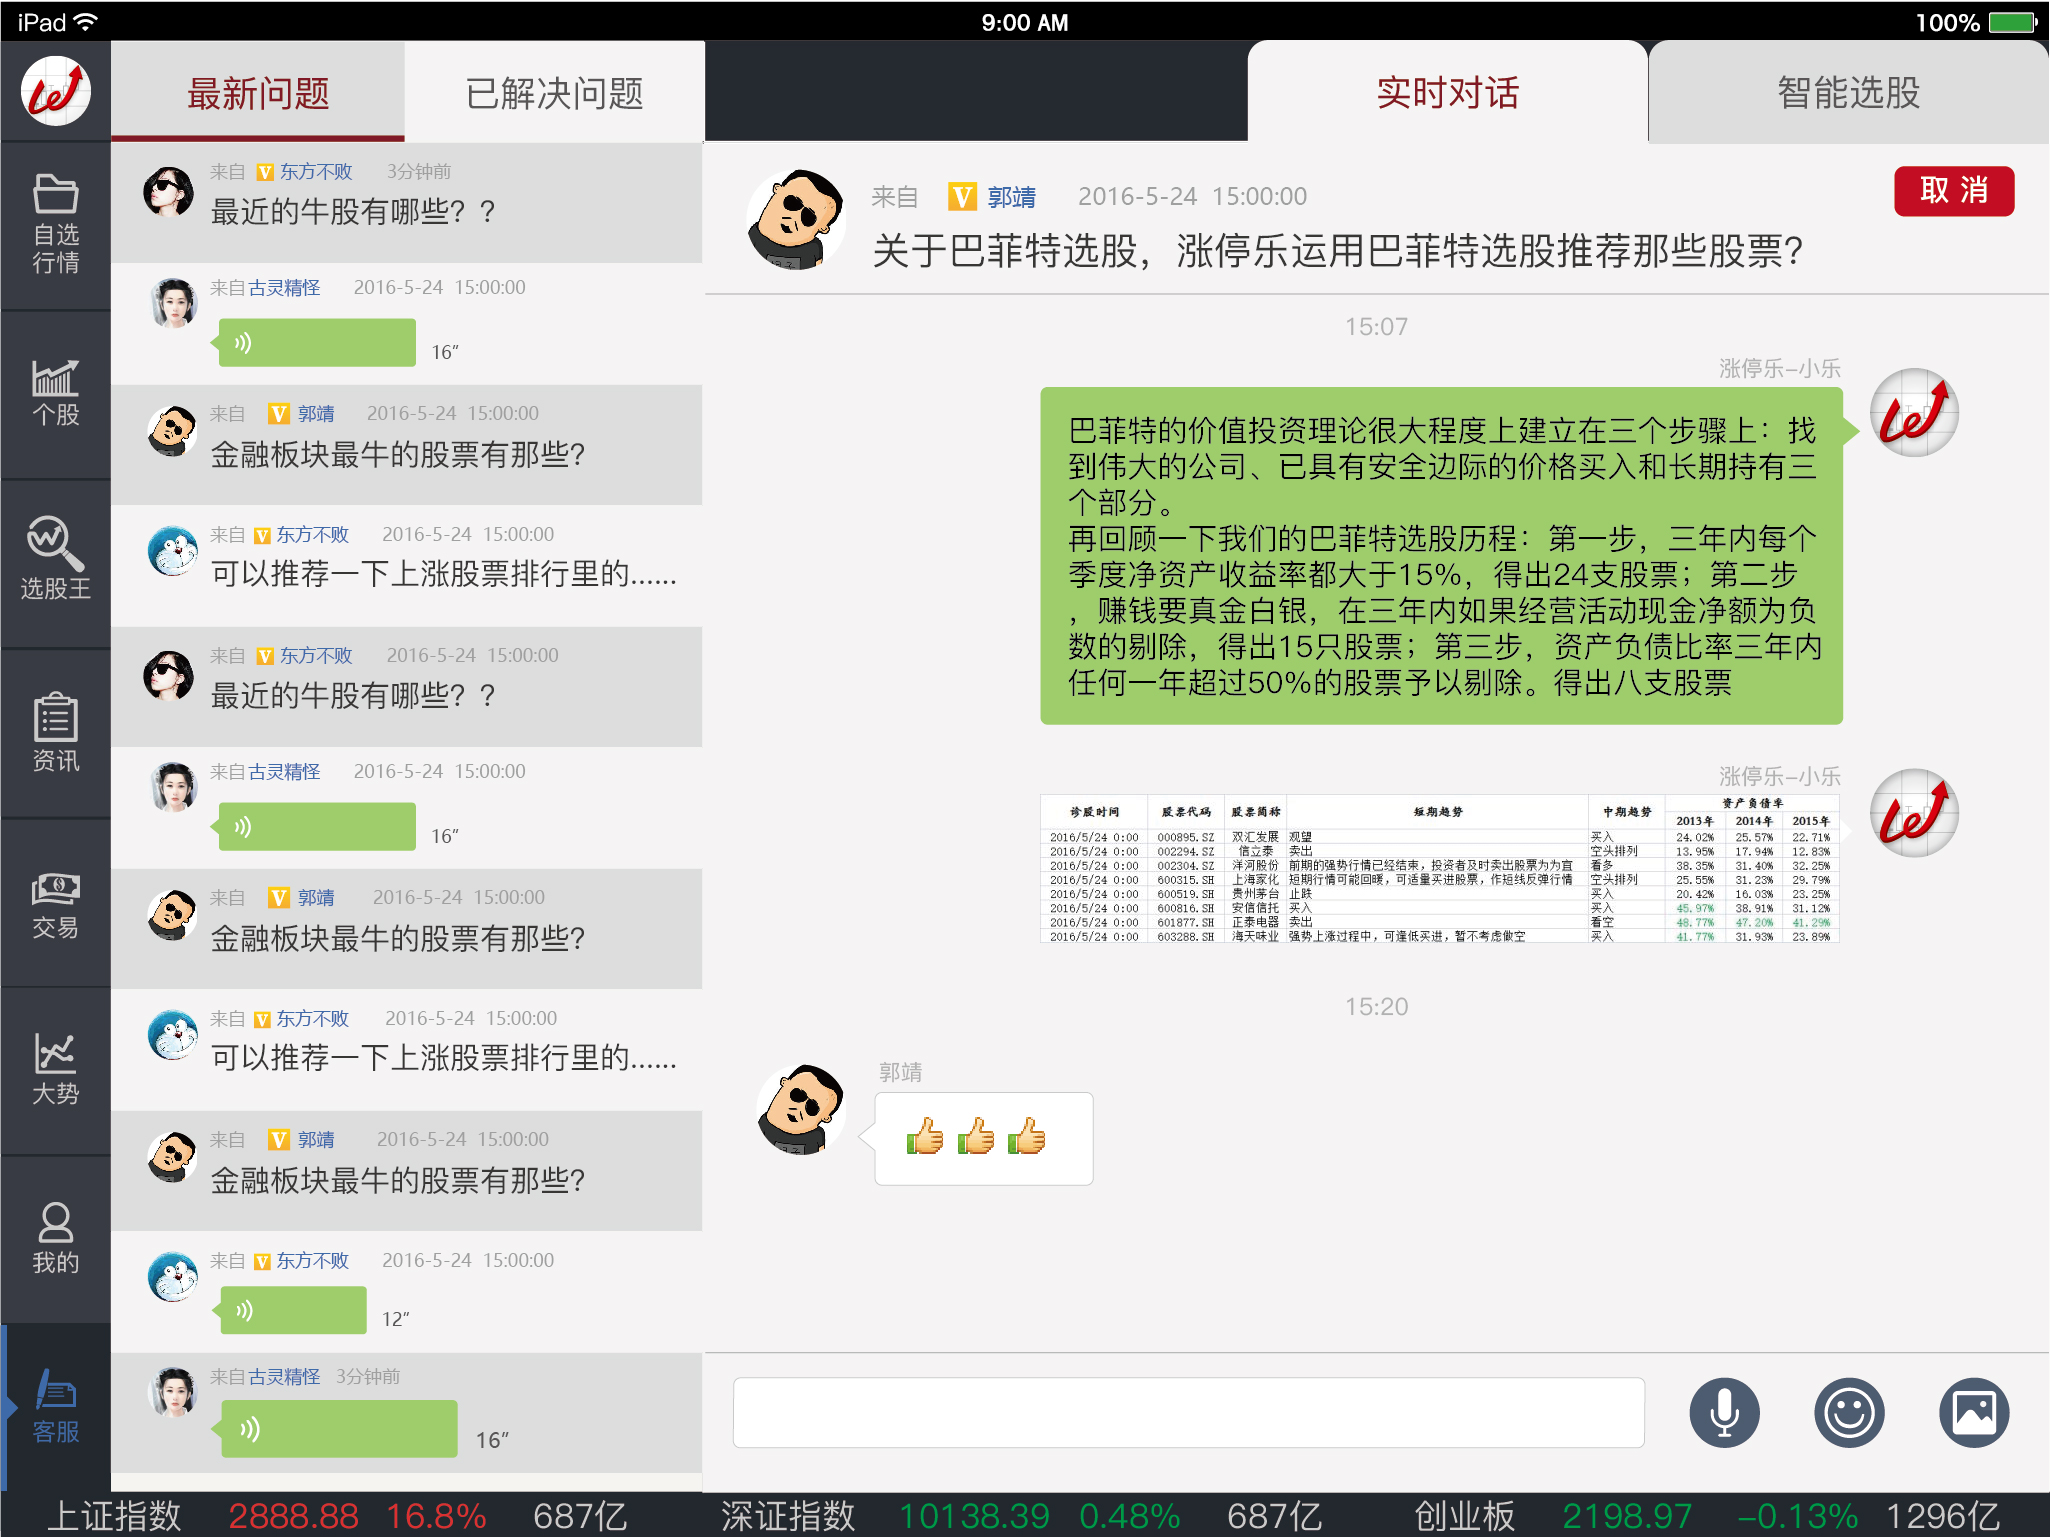 iPad
9:00 AM
100%
自选
行情
个股
选股王
资讯
交易
大势
我的
客服
最新问题
已解决问题
来自 V 东方不败 3分钟前
最近的牛股有哪些？？
来自古灵精怪 2016-5-24 15:00:00
16″
来自 V 郭靖 2016-5-24 15:00:00
金融板块最牛的股票有那些？
来自 V 东方不败 2016-5-24 15:00:00
可以推荐一下上涨股票排行里的......
来自 V 东方不败 2016-5-24 15:00:00
最近的牛股有哪些？？
来自古灵精怪 2016-5-24 15:00:00
16″
来自 V 郭靖 2016-5-24 15:00:00
金融板块最牛的股票有那些？
来自 V 东方不败 2016-5-24 15:00:00
可以推荐一下上涨股票排行里的......
来自 V 郭靖 2016-5-24 15:00:00
金融板块最牛的股票有那些？
来自 V 东方不败 2016-5-24 15:00:00
12″
来自古灵精怪 3分钟前
16″
实时对话
智能选股
来自 V 郭靖 2016-5-24 15:00:00
取 消
关于巴菲特选股，涨停乐运用巴菲特选股推荐那些股票？
15:07
涨停乐-小乐
巴菲特的价值投资理论很大程度上建立在三个步骤上：找
到伟大的公司、已具有安全边际的价格买入和长期持有三
个部分。
再回顾一下我们的巴菲特选股历程：第一步，三年内每个
季度净资产收益率都大于15%，得出24支股票；第二步
，赚钱要真金白银，在三年内如果经营活动现金净额为负
数的剔除，得出15只股票；第三步，资产负债比率三年内
任何一年超过50%的股票予以剔除。得出八支股票
涨停乐-小乐
诊股时间 股票代码 股票简称 短期趋势 中期趋势 资产负债率
2013年 2014年 2015年
2016/5/24 0:00 000895.SZ 双汇发展 观望 买入 24.02% 25.57% 22.71%
2016/5/24 0:00 002294.SZ 信立泰 卖出 空头排列 13.95% 17.94% 12.83%
2016/5/24 0:00 002304.SZ 洋河股份 前期的强势行情已经结束，投资者及时卖出股票为为宜 看多 38.35% 31.40% 32.25%
2016/5/24 0:00 600315.SH 上海家化 短期行情可能回暖，可适量买进股票，作短线反弹行情 空头排列 25.55% 31.23% 29.79%
2016/5/24 0:00 600519.SH 贵州茅台 止跌 买入 20.42% 16.03% 23.25%
2016/5/24 0:00 600816.SH 安信信托 买入 买入 45.97% 38.91% 31.12%
2016/5/24 0:00 601877.SH 正泰电器 卖出 看空 48.77% 47.20% 41.29%
2016/5/24 0:00 603288.SH 海天味业 强势上涨过程中，可逢低买进，暂不考虑做空 买入 41.77% 31.93% 23.89%
15:20
郭靖
上证指数 2888.88 16.8% 687亿 深证指数 10138.39 0.48% 687亿 创业板 2198.97 -0.13% 1296亿